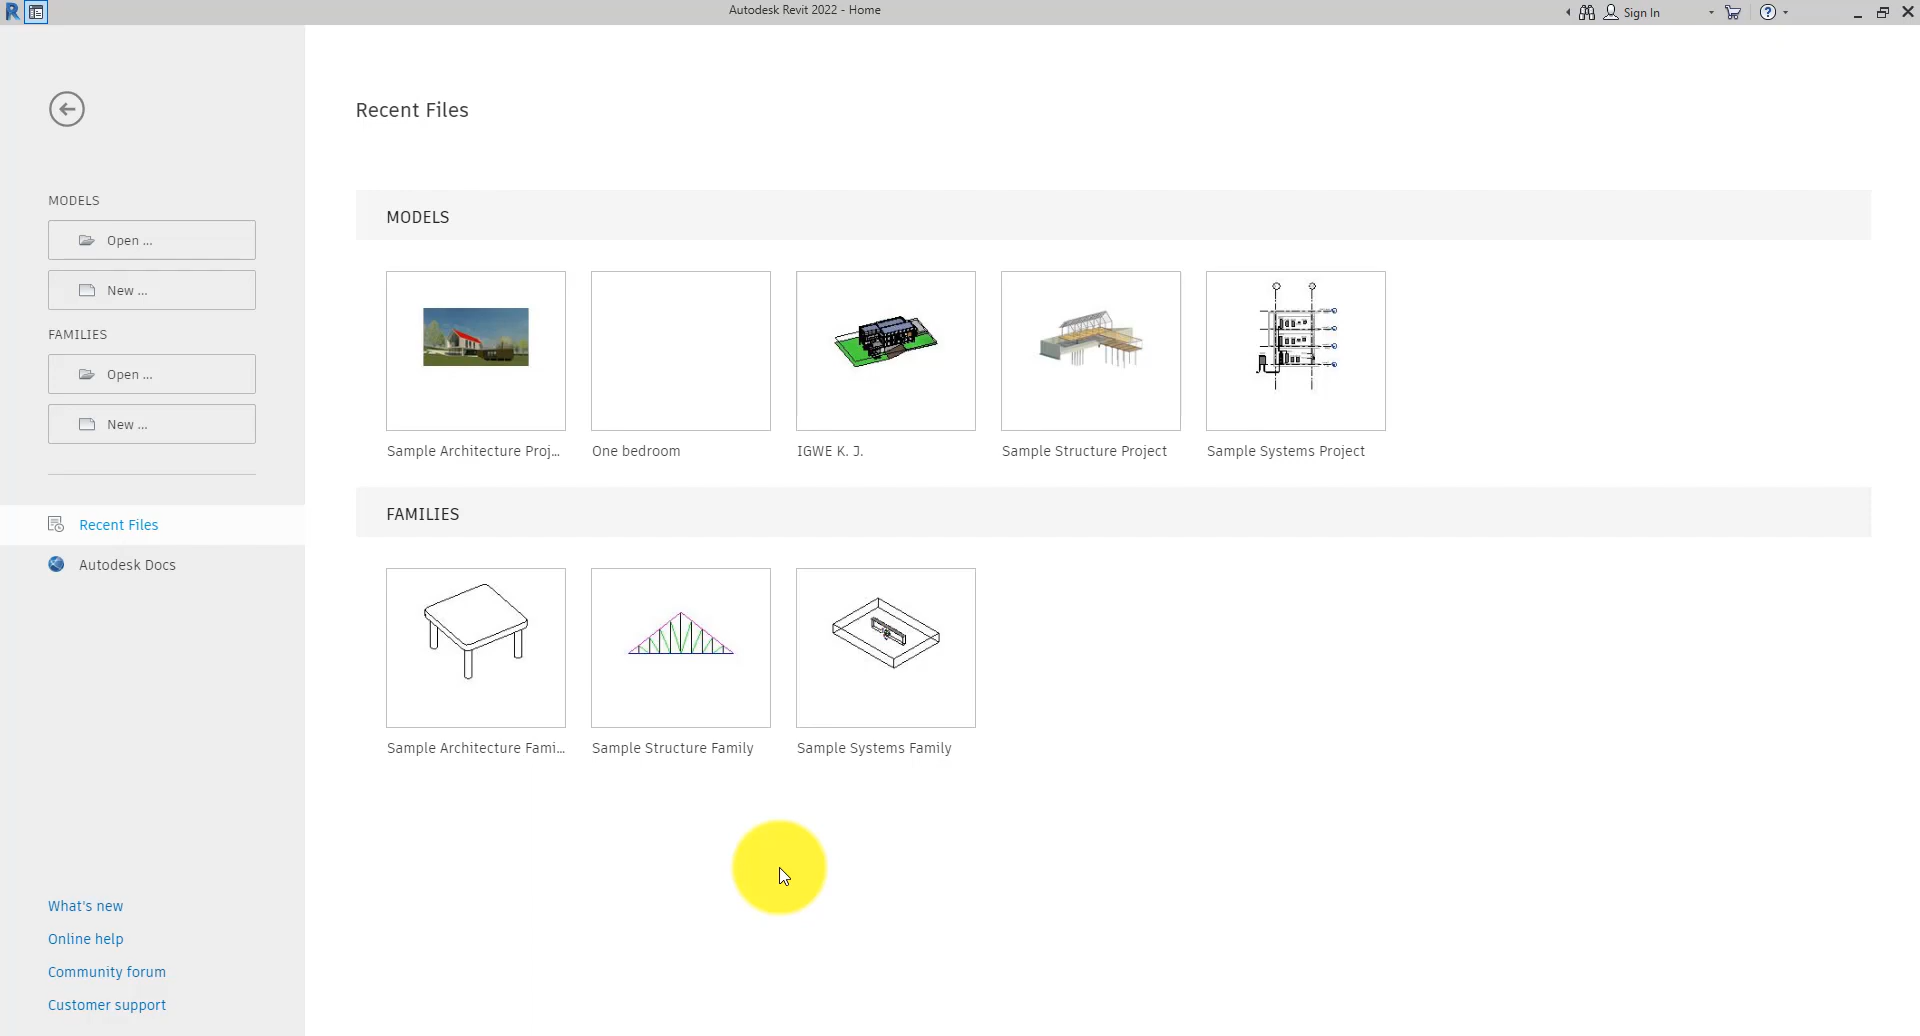 Autodesk Revit 2022 - Home
Sign In
Recent Files
MODELS
Open ...
New ...
FAMILIES
Open ...
New ...
Recent Files
Autodesk Docs
What's new
Online help
Community forum
Customer support
MODELS
Sample Architecture Proj...
One bedroom
IGWE K. J.
Sample Structure Project
Sample Systems Project
FAMILIES
Sample Architecture Fami...
Sample Structure Family
Sample Systems Family